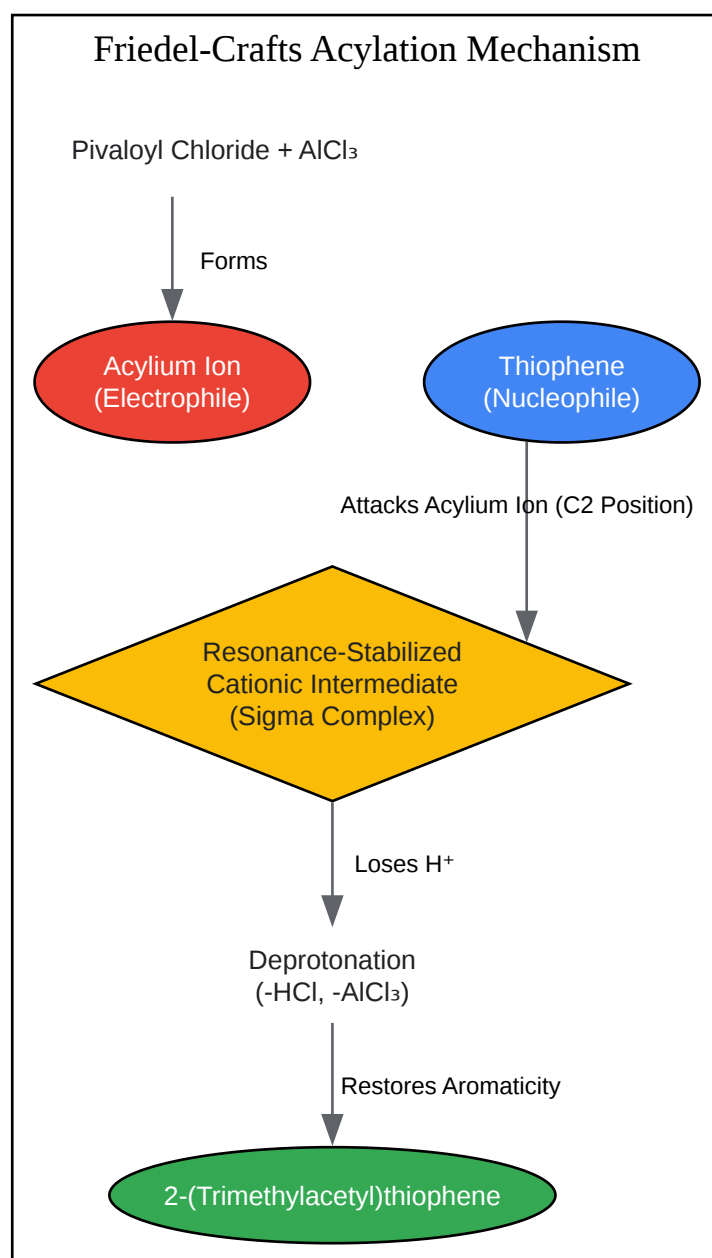 Friedel-Crafts Acylation Mechanism
Pivaloyl Chloride + AlCl₃
Forms
Acylium Ion
(Electrophile)
Thiophene
(Nucleophile)
Attacks Acylium Ion (C2 Position)
Resonance-Stabilized
Cationic Intermediate
(Sigma Complex)
Loses H⁺
Deprotonation
(-HCl, -AlCl₃)
Restores Aromaticity
2-(Trimethylacetyl)thiophene